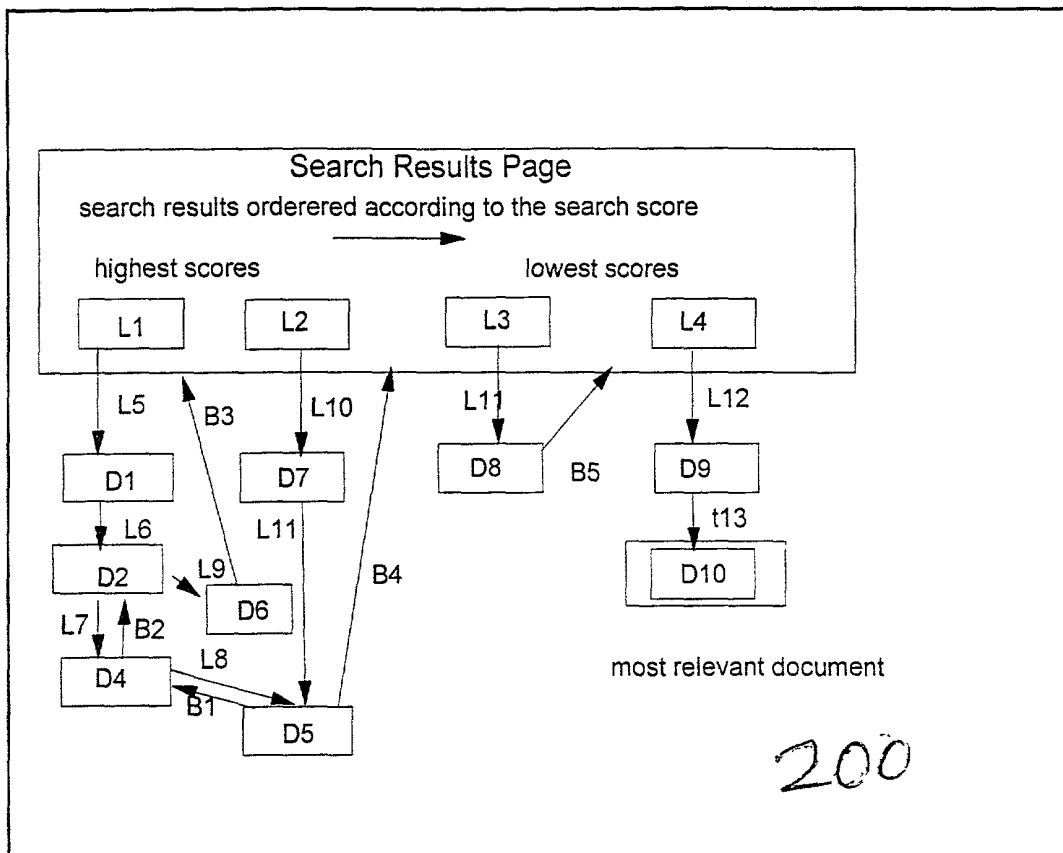 Search Results Page
search results orderered according to the search score
highest scores
lowest scores
L1
L2
L3
L4
L5
B3
L10
L11
L12
D1
D7
D8
B5
D9
L6
L11
t13
D2
L9
B4
D10
D6
L7
B2
L8
most relevant document
D4
B1
D5
200